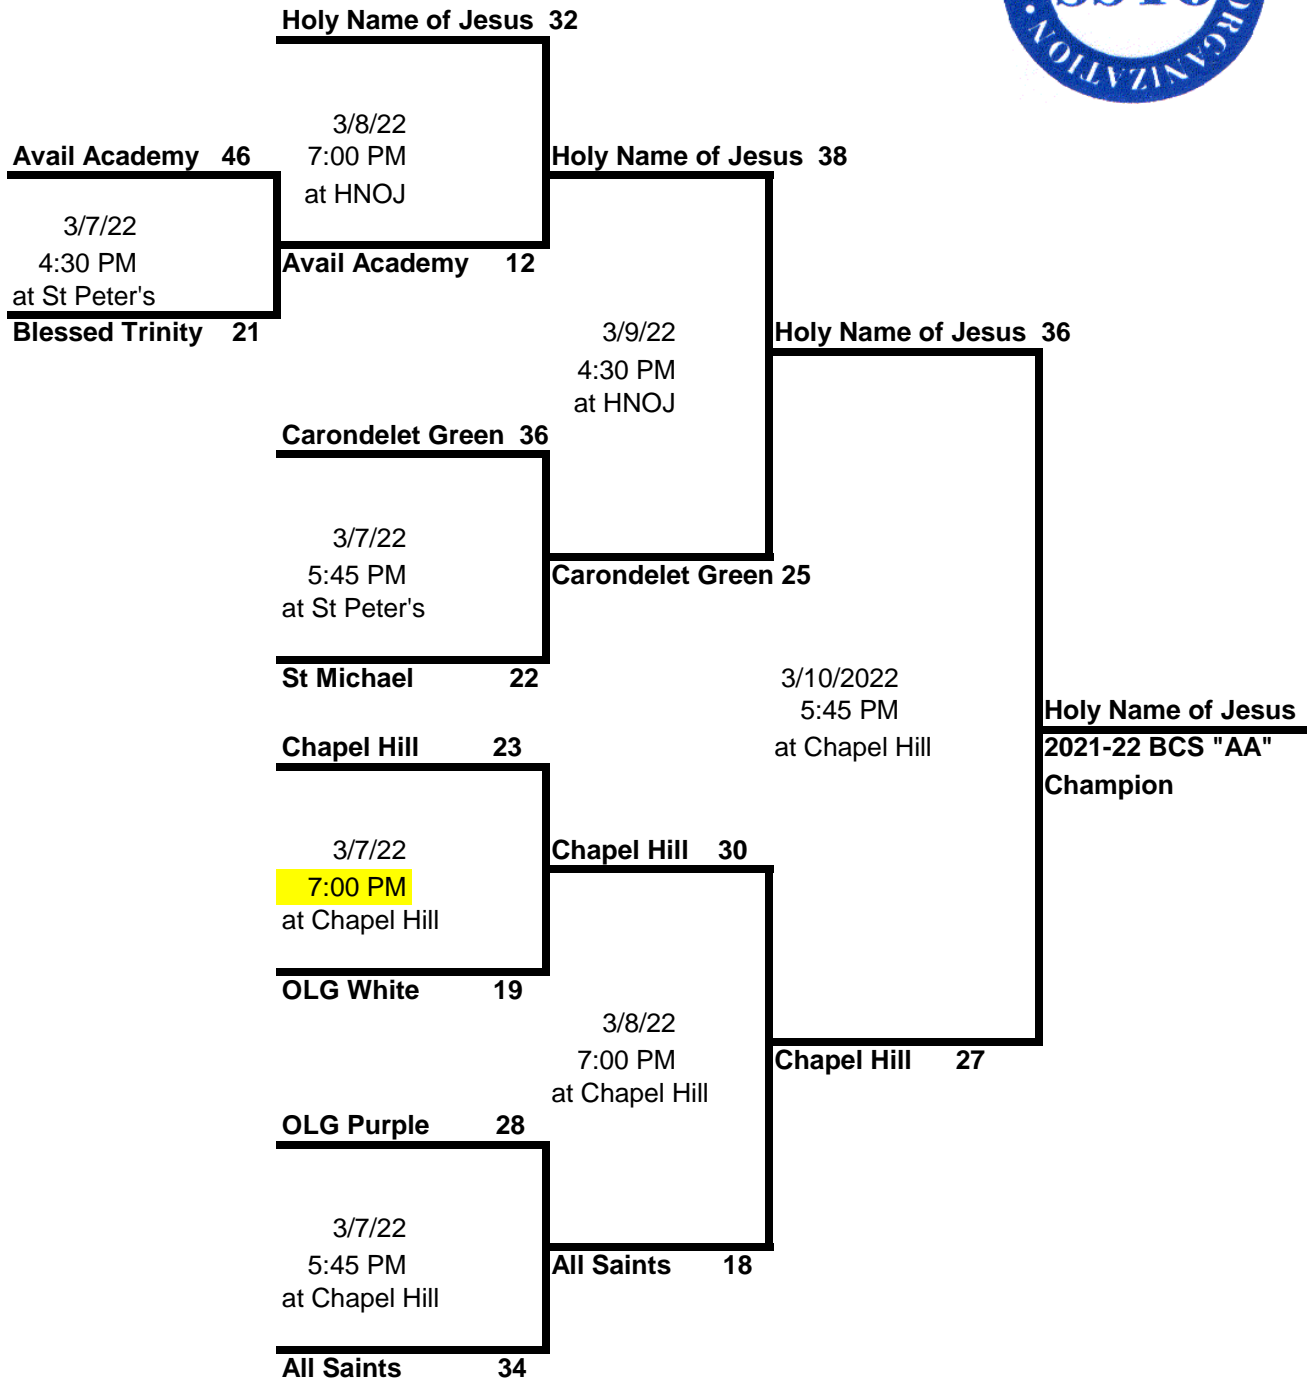 Holy Name of Jesus 32
3/8/22
Avail Academy 46
7:00 PM
Holy Name of Jesus 38
at HNOJ
3/7/22
4:30 PM
Avail Academy 12
at St Peter's
Blessed Trinity 21
3/9/22
Holy Name of Jesus 36
4:30 PM
at HNOJ
Carondelet Green 36
3/7/22
5:45 PM
Carondelet Green 25
at St Peter's
St Michael 22
3/10/2022
5:45 PM
Holy Name of Jesus
Chapel Hill 23
at Chapel Hill
2021-22 BCS "AA"
Champion
3/7/22
Chapel Hill 30
7:00 PM
at Chapel Hill
OLG White 19
3/8/22
7:00 PM
Chapel Hill 27
at Chapel Hill
OLG Purple 28
3/7/22
5:45 PM
All Saints 18
at Chapel Hill
All Saints 34